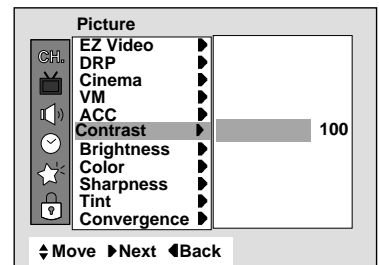 Picture
CH.
EZ Video
DRP
Cinema
VM
ACC
Contrast 100
Brightness
Color
Sharpness
Tint
Convergence
Move Next Back